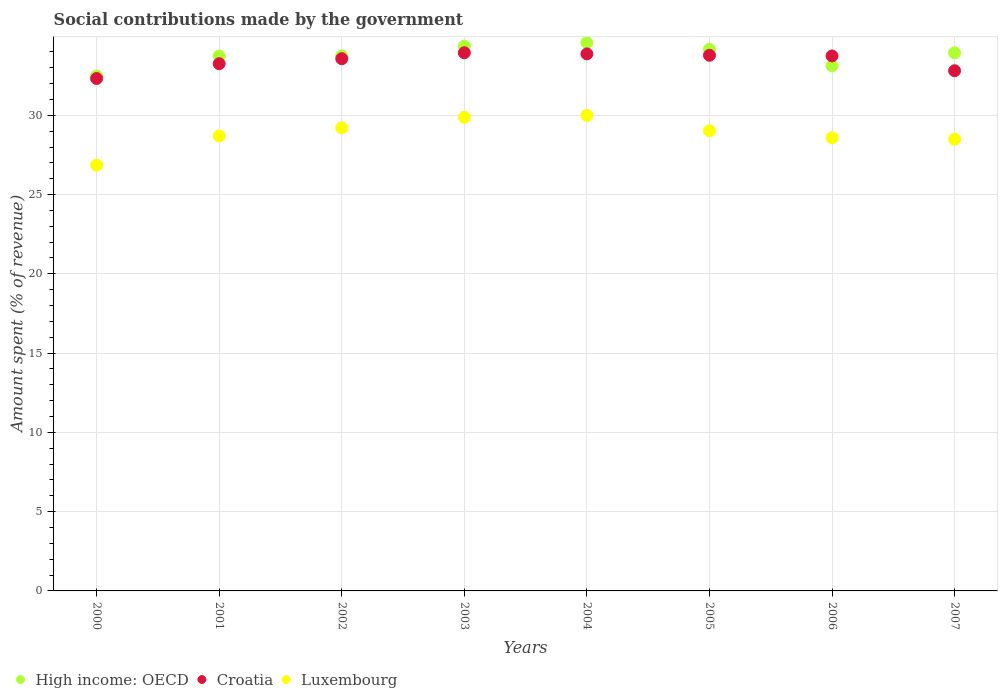 Social contributions made by the government
Amount spent (% of revenue)
30
25
20
15
10
5
0
2000
2001
2002
2003
2004
2005
2006
2007
Years
High income: OECD
Croatia
Luxembourg